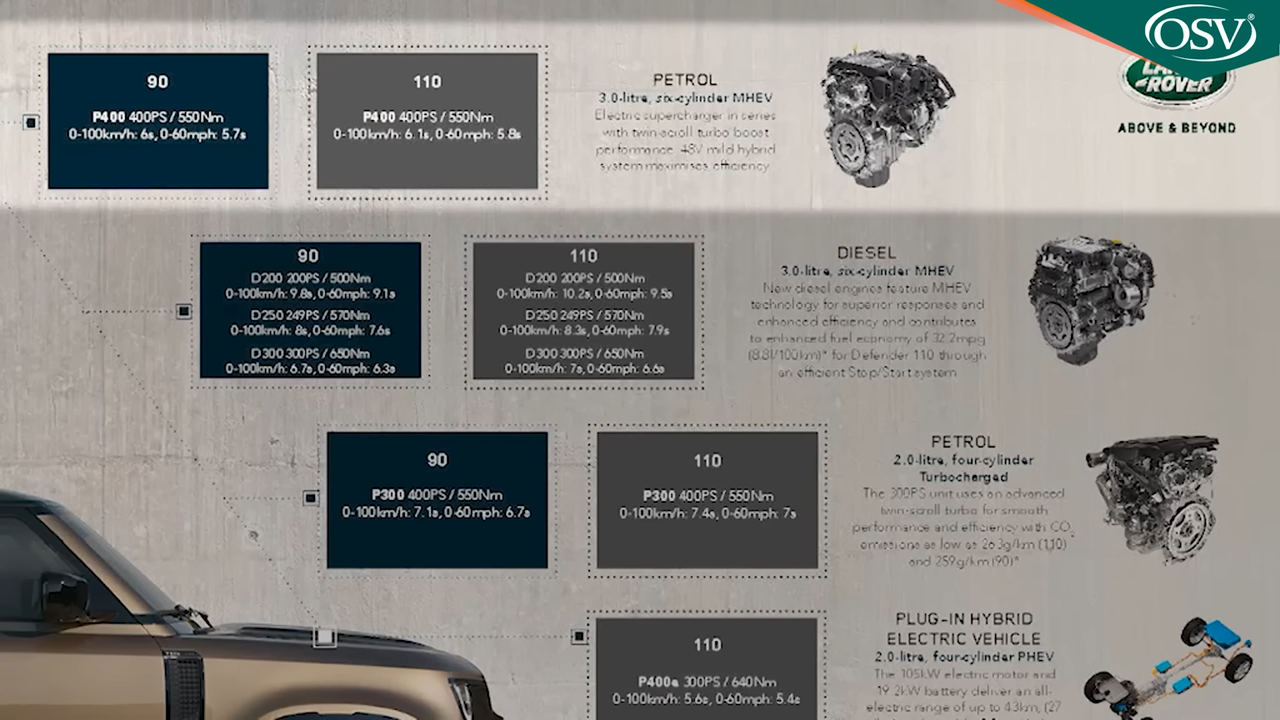 OSV
LAND
ROVER
ABOVE & BEYOND
90
P400 400PS / 550Nm
0-100km/h: 6s, 0-60mph: 5.7s
110
P400 400PS / 550Nm
0-100km/h: 6.1s, 0-60mph: 5.8s
PETROL
3.0-litre, six-cylinder MHEV
Electric supercharger in series
with twin-scroll turbo boost
performance. 48V mild hybrid
system maximises efficiency
90
D200 200PS / 500Nm
0-100km/h: 9.8s, 0-60mph: 9.1s
D250 249PS / 570Nm
0-100km/h: 8s, 0-60mph: 7.6s
D300 300PS / 650Nm
0-100km/h: 6.7s, 0-60mph: 6.3s
110
D200 200PS / 500Nm
0-100km/h: 10.2s, 0-60mph: 9.5s
D250 249PS / 570Nm
0-100km/h: 8.3s, 0-60mph: 7.9s
D300 300PS / 650Nm
0-100km/h: 7s, 0-60mph: 6.6s
DIESEL
3.0-litre, six-cylinder MHEV
New diesel engines feature MHEV
technology for superior responses and
enhanced efficiency and contributes
to enhanced fuel economy of 32.2mpg
(8.8l/100km)* for Defender 110 through
an efficient Stop/Start system
90
P300 400PS / 550Nm
0-100km/h: 7.1s, 0-60mph: 6.7s
110
P300 400PS / 550Nm
0-100km/h: 7.4s, 0-60mph: 7s
PETROL
2.0-litre, four-cylinder
Turbocharged
The 300PS unit uses an advanced
twin-scroll turbo for smooth
performance and efficiency with CO₂
emissions as low as 263g/km (110)
and 259g/km (90)*
110
P400e 300PS / 640Nm
0-100km/h: 5.6s, 0-60mph: 5.4s
PLUG-IN HYBRID
ELECTRIC VEHICLE
2.0-litre, four-cylinder PHEV
The 105kW electric motor and
19.2kW battery deliver an all-
electric range of up to 43km, (27